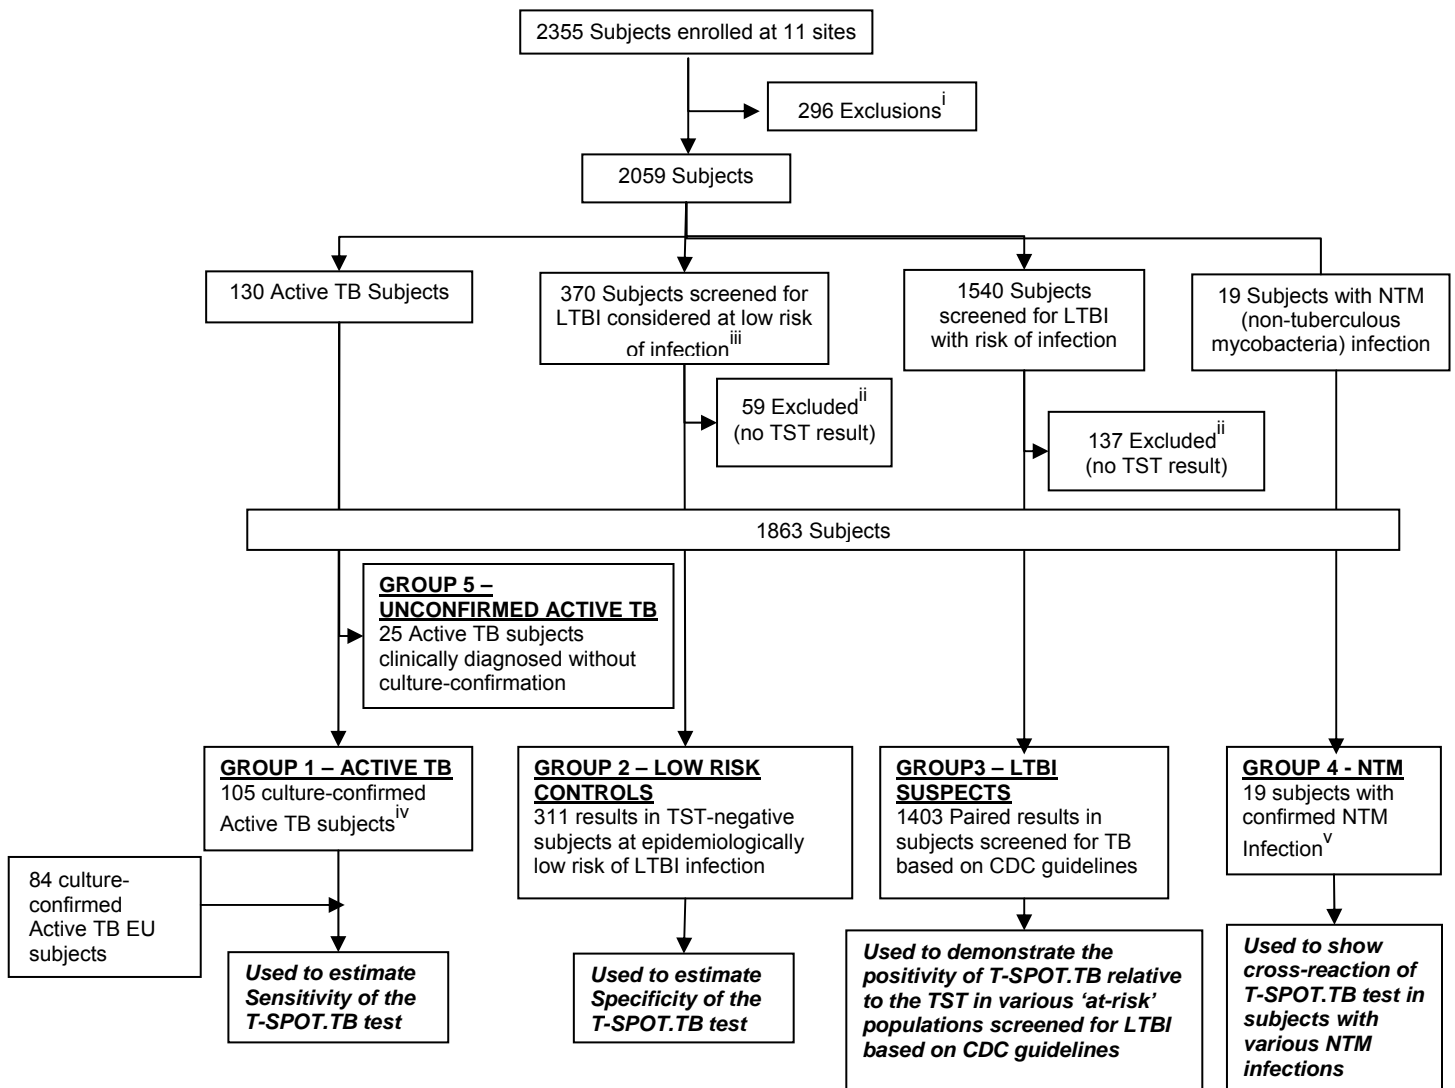 2355 Subjects enrolled at 11 sites
296 Exclusions i
2059 Subjects
130 Active TB Subjects
370 Subjects screened for
LTBI considered at low risk
of infection iii
1540 Subjects
screened for LTBI
with risk of infection
19 Subjects with NTM
(non-tuberculous
mycobacteria) infection
59 Excluded ii
(no TST result)
137 Excluded ii
(no TST result)
1863 Subjects
GROUP 5 –
UNCONFIRMED ACTIVE TB
25 Active TB subjects
clinically diagnosed without
culture-confirmation
GROUP 1 – ACTIVE TB
105 culture-confirmed
Active TB subjects iv
GROUP 2 – LOW RISK
CONTROLS
311 results in TST-negative
subjects at epidemiologically
low risk of LTBI infection
GROUP3 – LTBI
SUSPECTS
1403 Paired results in
subjects screened for TB
based on CDC guidelines
GROUP 4 - NTM
19 subjects with
confirmed NTM
Infection v
84 culture-
confirmed
Active TB EU
subjects
Used to estimate
Sensitivity of the
T-SPOT.TB test
Used to estimate
Specificity of the
T-SPOT.TB test
Used to demonstrate the
positivity of T-SPOT.TB relative
to the TST in various ‘at-risk’
populations screened for LTBI
based on CDC guidelines
Used to show
cross-reaction of
T-SPOT.TB test in
subjects with
various NTM
infections